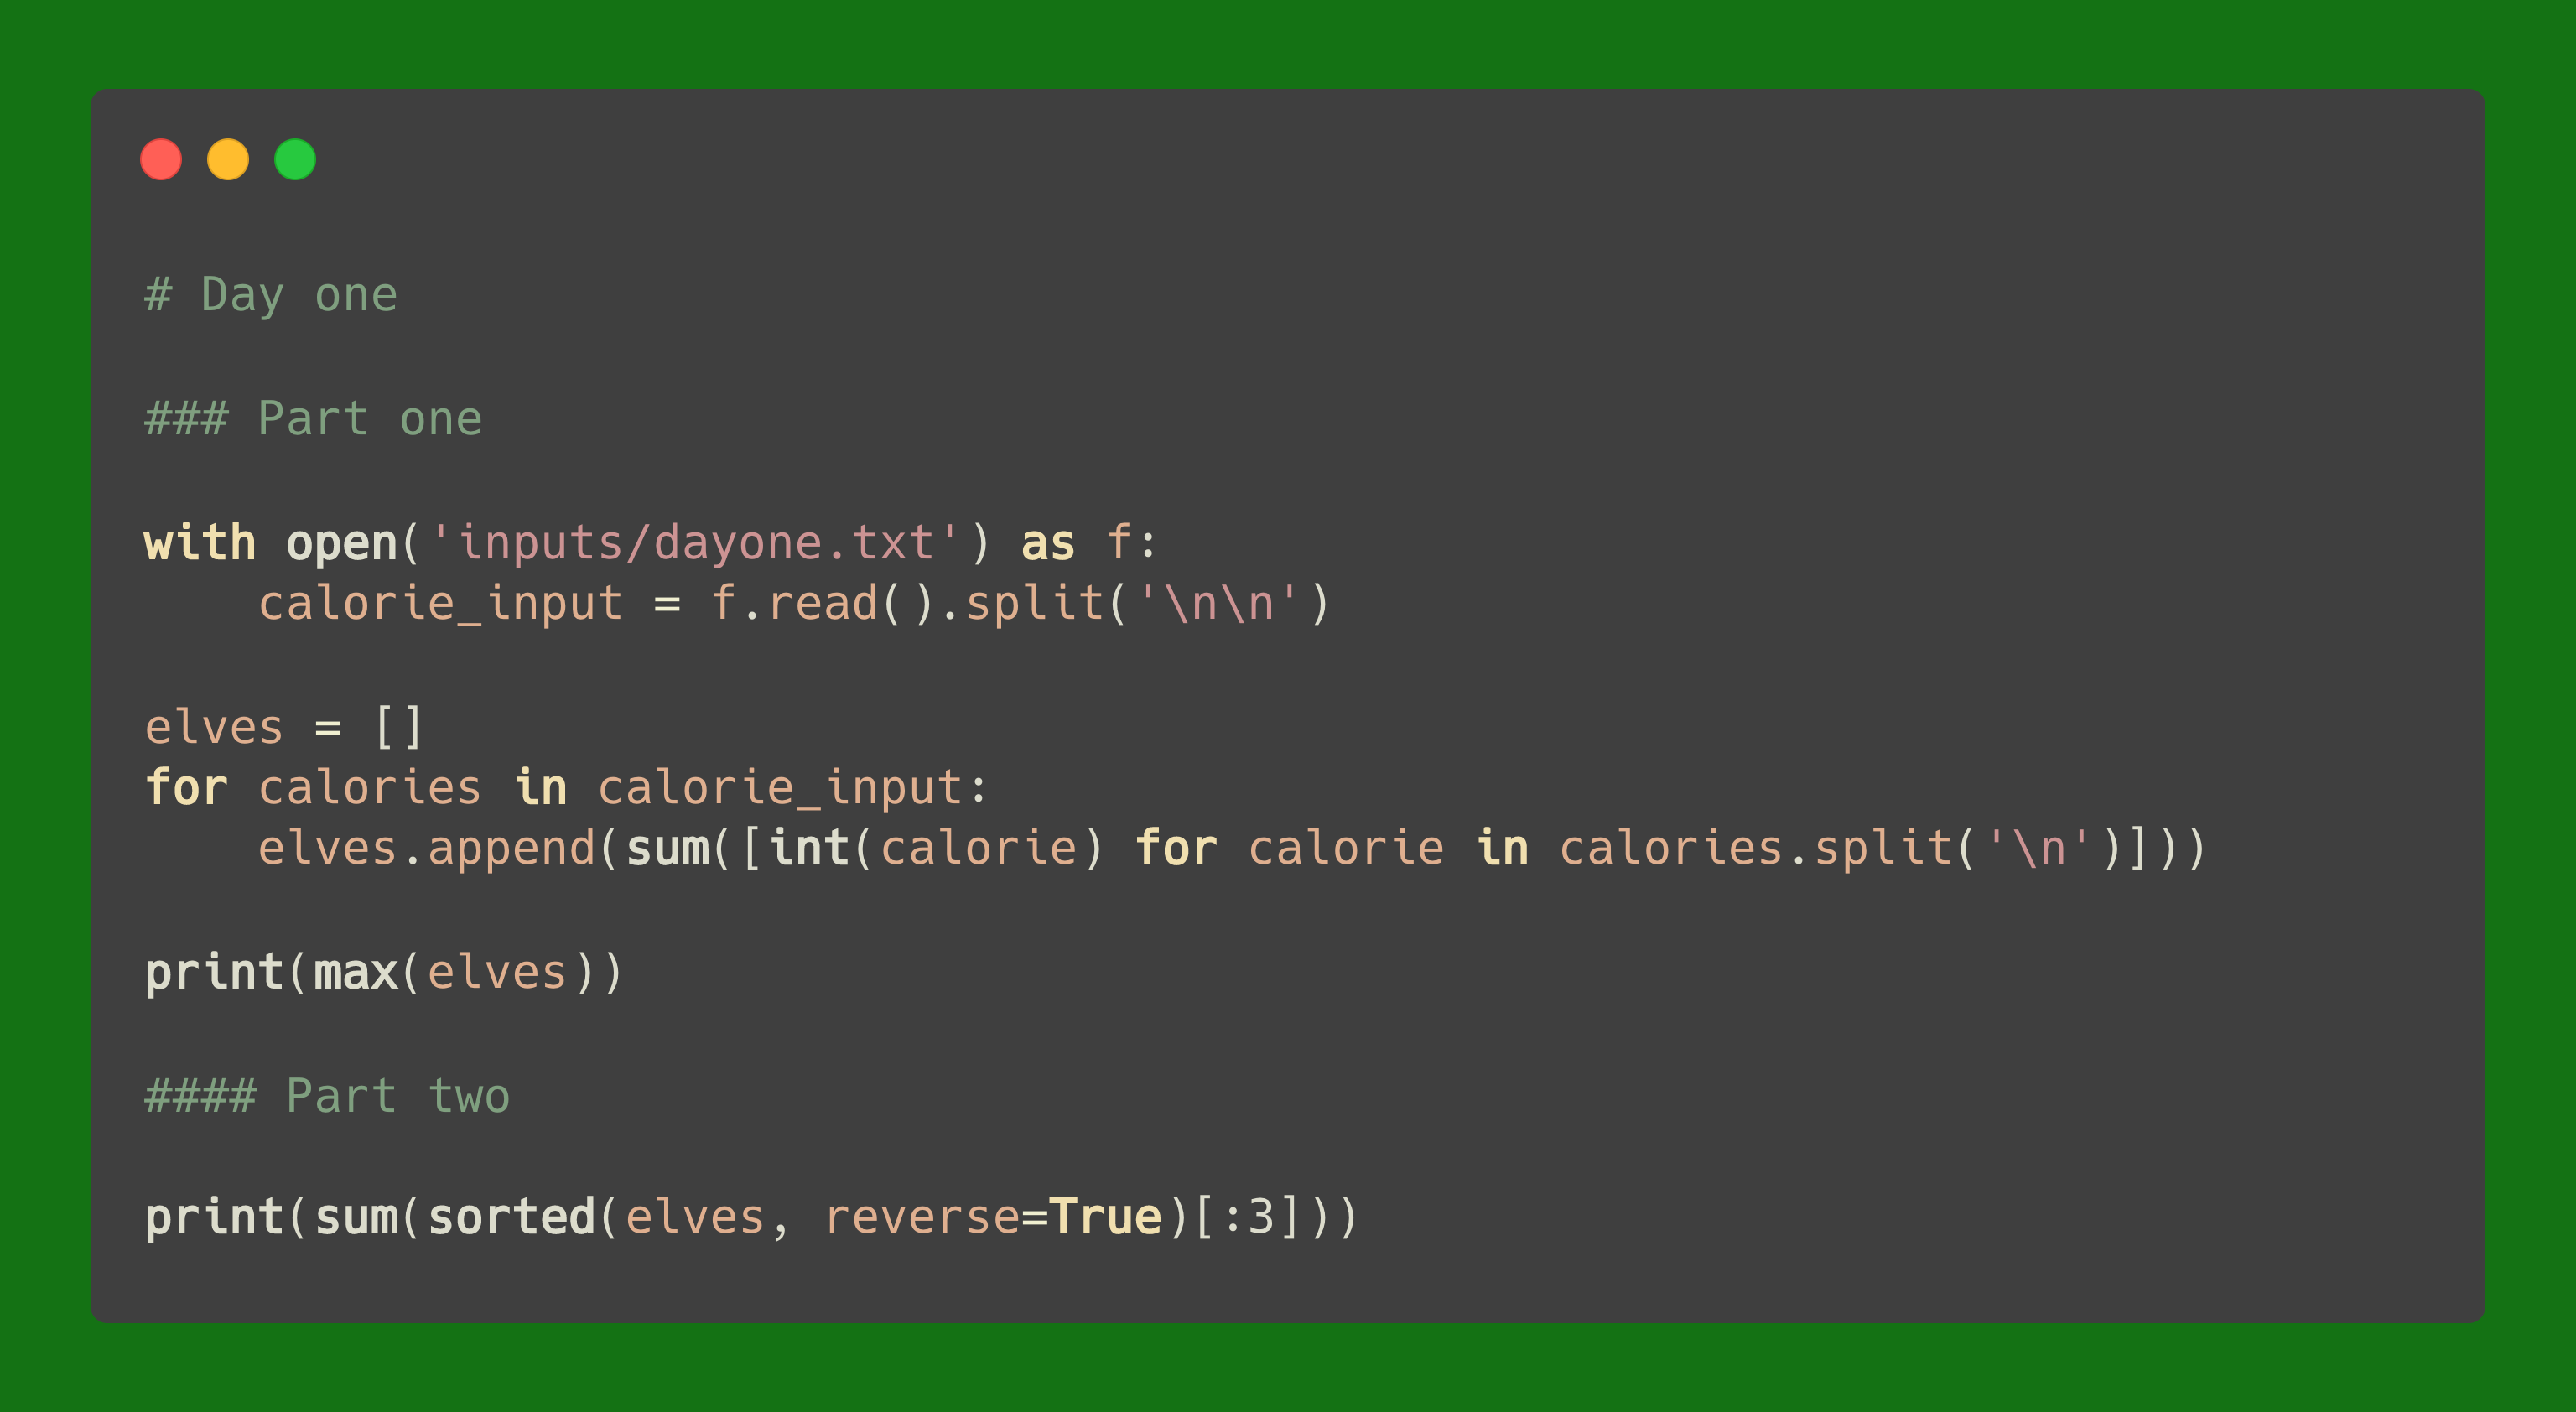 # Day one
### Part one
with open('inputs/dayone.txt') as f:
    calorie_input = f.read().split('\n\n')
elves = []
for calories in calorie_input:
    elves.append(sum([int(calorie) for calorie in calories.split('\n')]))
print(max(elves))
#### Part two
print(sum(sorted(elves, reverse=True)[:3]))